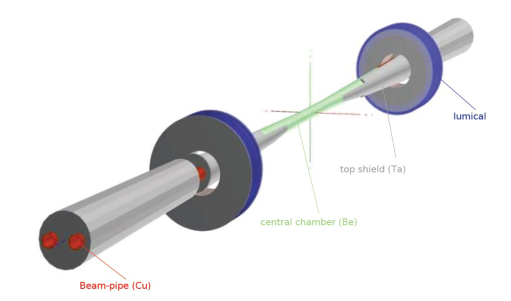 lumical
top shield (Ta)
central chamber (Be)
Beam-pipe (Cu)